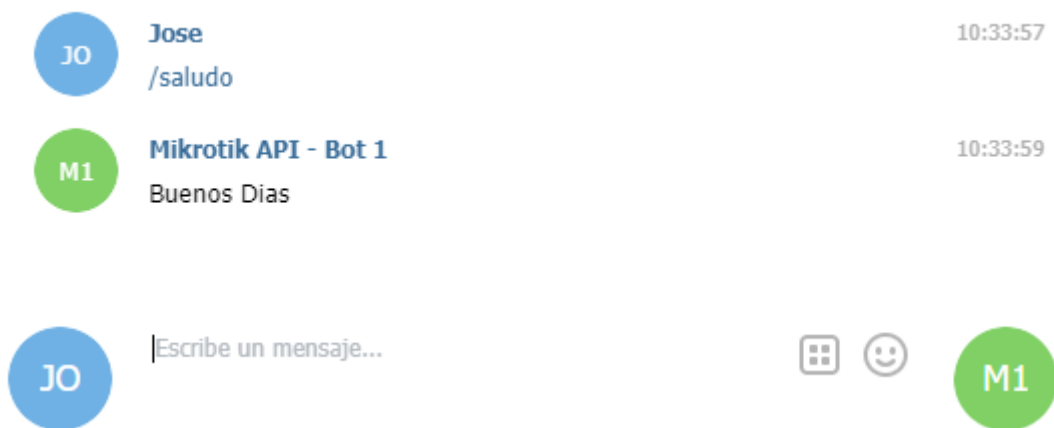 JO
Jose
10:33:57
/saludo
M1
Mikrotik API - Bot 1
10:33:59
Buenos Dias
JO
Escribe un mensaje...
M1